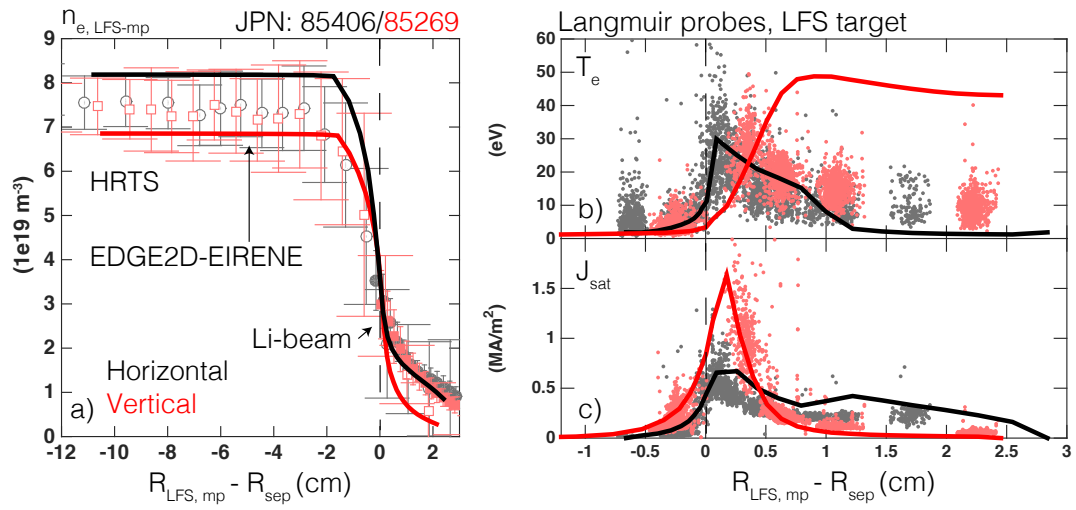 n e, LFS-mp
JPN: 85406/85269
(1e19 m⁻³)
9
8
7
6
5
4
3
2
1
0
HRTS
EDGE2D-EIRENE
Li-beam
Horizontal
Vertical
a)
-12 -10 -8 -6 -4 -2 0 2
R LFS, mp - R sep (cm)
Langmuir probes, LFS target
T e
(eV)
60
50
40
30
20
10
0
b)
J sat
(MA/m²)
1.5
1
0.5
0
c)
-1 -0.5 0 0.5 1 1.5 2 2.5 3
R LFS, mp - R sep (cm)